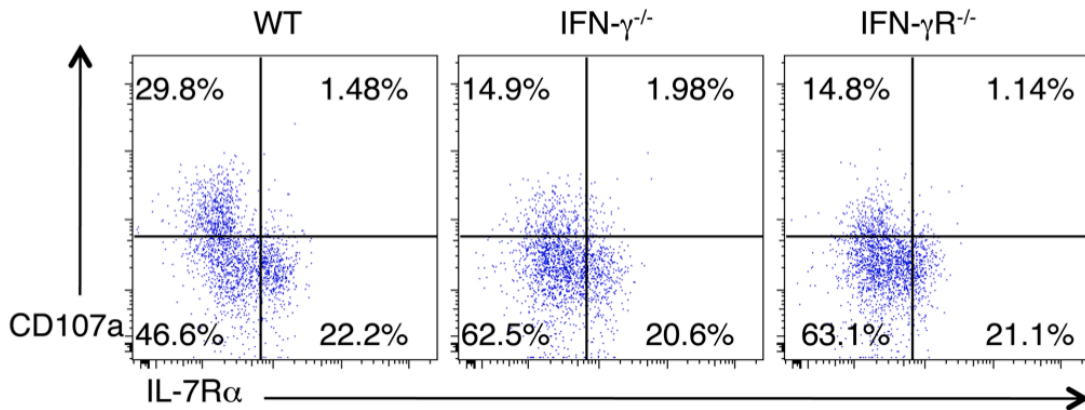 WT IFN-γ-/- IFN-γR-/-
29.8% 1.48% 14.9% 1.98% 14.8% 1.14%
CD107a
46.6% 22.2% 62.5% 20.6% 63.1% 21.1%
IL-7Rα